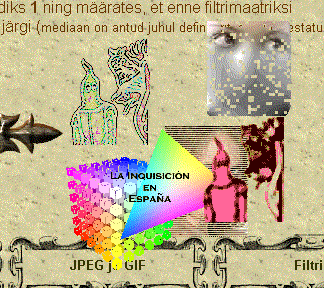 diks 1 ning määrates, et enne filtrimaatriksi
järgi (mediaan on antud juhul defin
estatu
LA INQUISICIÓN
EN
ESPAÑA
JPEG j GIF
Filtri